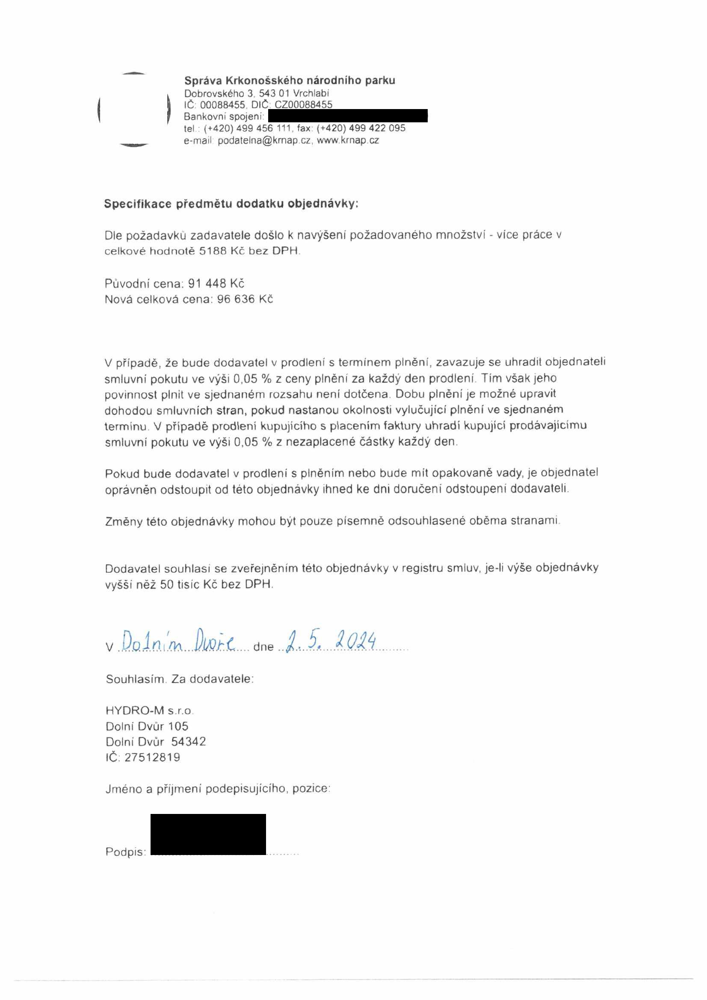 Správa Krkonošského národního parku
Dobrovského 3, 543 01 Vrchlabí
IČ: 00088455, DIČ: CZ00088455
Bankovní spojení:
tel.: (+420) 499 456 111, fax: (+420) 499 422 095
e-mail: podatelna@krnap.cz, www.krnap.cz
Specifikace předmětu dodatku objednávky:
Dle požadavků zadavatele došlo k navýšení požadovaného množství - více práce v
celkové hodnotě 5188 Kč bez DPH.
Původní cena: 91 448 Kč
Nová celková cena: 96 636 Kč
V případě, že bude dodavatel v prodlení s termínem plnění, zavazuje se uhradit objednateli
smluvní pokutu ve výši 0,05 % z ceny plnění za každý den prodlení. Tím však jeho
povinnost plnit ve sjednaném rozsahu není dotčena. Dobu plnění je možné upravit
dohodou smluvních stran, pokud nastanou okolnosti vylučující plnění ve sjednaném
termínu. V případě prodlení kupujícího s placením faktury uhradí kupující prodávajícímu
smluvní pokutu ve výši 0,05 % z nezaplacené částky každý den.
Pokud bude dodavatel v prodlení s plněním nebo bude mít opakovaně vady, je objednatel
oprávněn odstoupit od této objednávky ihned ke dni doručení odstoupení dodavateli.
Změny této objednávky mohou být pouze písemně odsouhlasené oběma stranami.
Dodavatel souhlasí se zveřejněním této objednávky v registru smluv, je-li výše objednávky
vyšší něž 50 tisíc Kč bez DPH.
V Dolním Dvoře dne 2. 5. 2024
Souhlasím. Za dodavatele:
HYDRO-M s.r.o.
Dolní Dvůr 105
Dolní Dvůr 54342
IČ: 27512819
Jméno a příjmení podepisujícího, pozice:
Podpis: